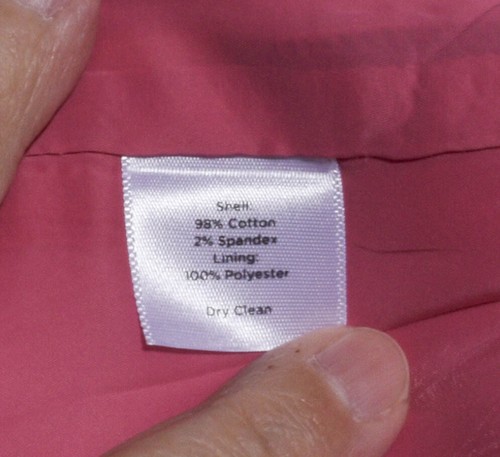 Shell:
98% Cotton
2% Spandex
Lining:
100% Polyester
Dry Clean